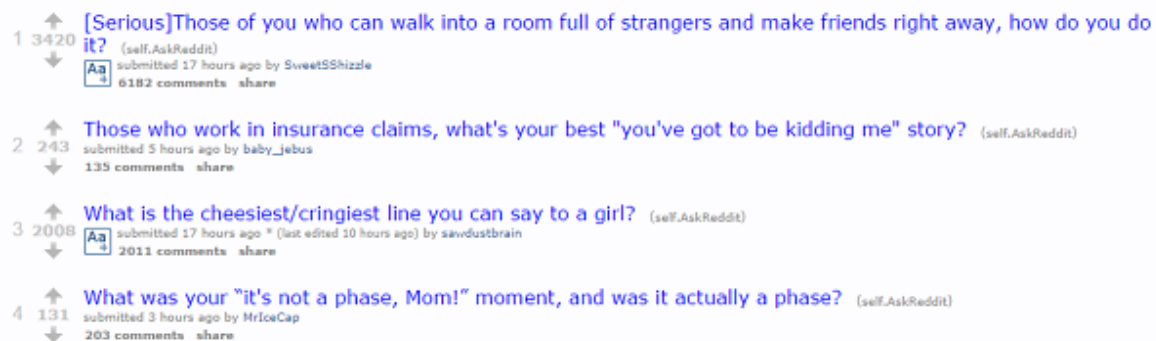 [Serious]Those of you who can walk into a room full of strangers and make friends right away, how do you do
1 3420 it? (self.AskReddit)
Aa+ submitted 17 hours ago by SweetSShizzle
6182 comments share
Those who work in insurance claims, what's your best "you've got to be kidding me" story? (self.AskReddit)
2 243 submitted 5 hours ago by baby_jebus
135 comments share
What is the cheesiest/cringiest line you can say to a girl? (self.AskReddit)
3 2008 Aa+ submitted 17 hours ago * (last edited 10 hours ago) by sawdustbrain
2011 comments share
What was your “it's not a phase, Mom!” moment, and was it actually a phase? (self.AskReddit)
4 131 submitted 3 hours ago by MrIceCap
203 comments share